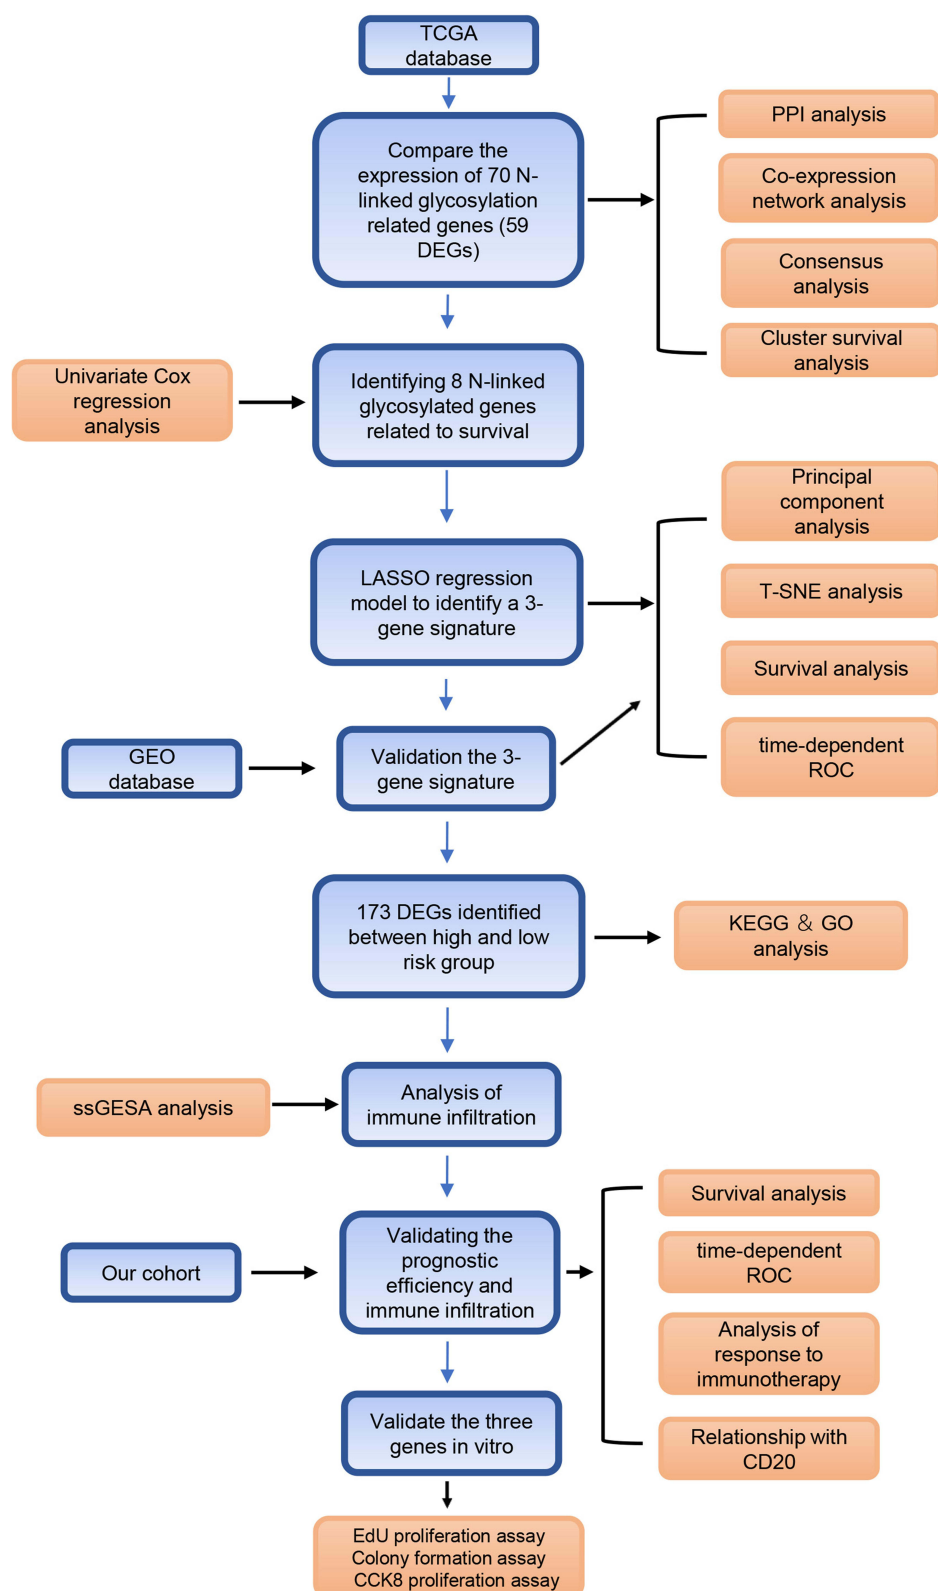 TCGA
database
Compare the
expression of 70 N-
linked glycosylation
related genes (59
DEGs)
PPI analysis
Co-expression
network analysis
Consensus
analysis
Cluster survival
analysis
Univariate Cox
regression
analysis
Identifying 8 N-linked
glycosylated genes
related to survival
LASSO regression
model to identify a 3-
gene signature
Principal
component
analysis
T-SNE analysis
Survival analysis
time-dependent
ROC
GEO
database
Validation the 3-
gene signature
173 DEGs identified
between high and low
risk group
KEGG & GO
analysis
ssGESA analysis
Analysis of
immune infiltration
Our cohort
Validating the
prognostic
efficiency and
immune infiltration
Survival analysis
time-dependent
ROC
Analysis of
response to
immunotherapy
Relationship with
CD20
Validate the three
genes in vitro
EdU proliferation assay
Colony formation assay
CCK8 proliferation assay